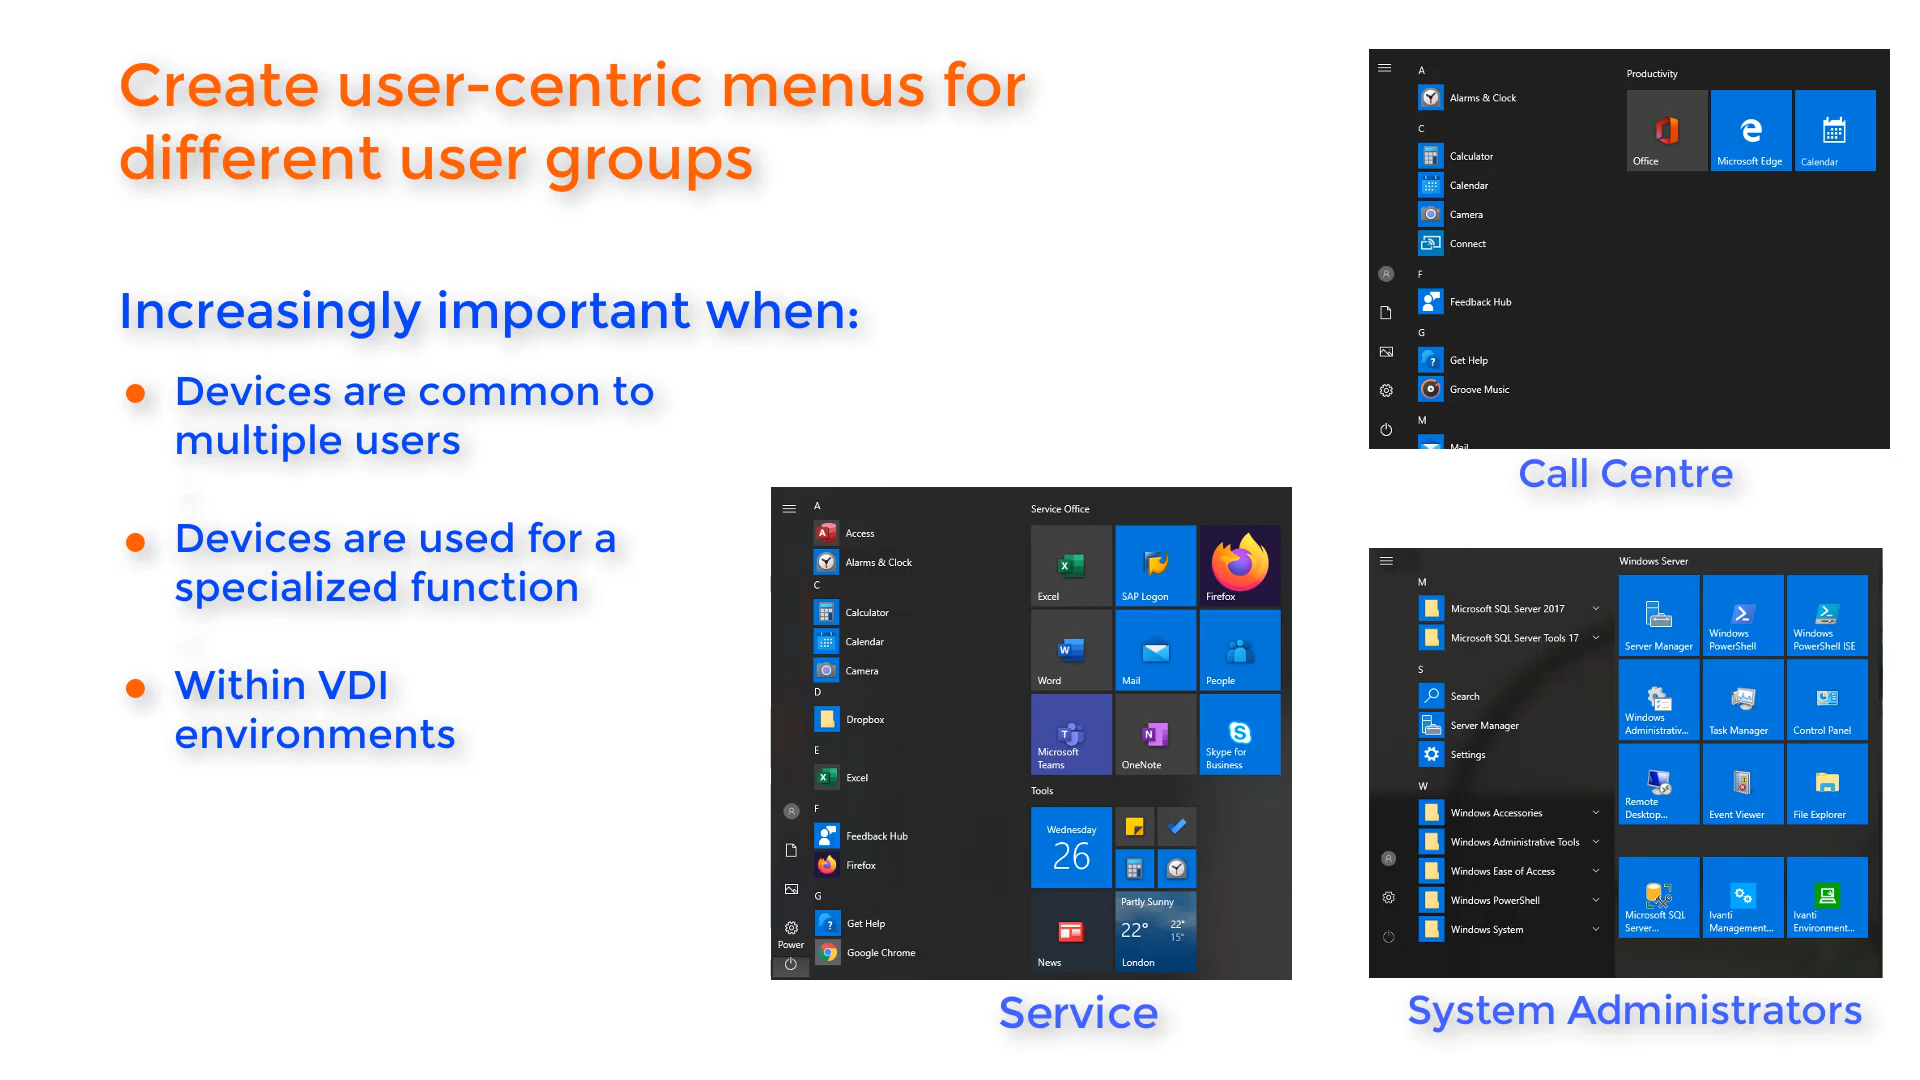 Create user-centric menus for
different user groups
Increasingly important when:
Devices are common to
multiple users
Devices are used for a
specialized function
Within VDI
environments
A
Alarms & Clock
C
Calculator
Calendar
Camera
Connect
F
Feedback Hub
G
Get Help
Groove Music
M
Mail
Productivity
Office
Microsoft Edge
Calendar
Call Centre
A
Access
Alarms & Clock
C
Calculator
Calendar
Camera
D
Dropbox
E
Excel
F
Feedback Hub
Firefox
G
Get Help
Google Chrome
Power
Service Office
Excel
SAP Logon
Firefox
Word
Mail
People
Microsoft
Teams
OneNote
Skype for
Business
Tools
Wednesday
26
Partly Sunny
22°
22°
15°
News
London
Service
M
Microsoft SQL Server 2017
Microsoft SQL Server Tools 17
S
Search
Server Manager
Settings
W
Windows Accessories
Windows Administrative Tools
Windows Ease of Access
Windows PowerShell
Windows System
Windows Server
Server Manager
Windows
PowerShell
Windows
PowerShell ISE
Windows
Administrativ...
Task Manager
Control Panel
Remote
Desktop...
Event Viewer
File Explorer
Microsoft SQL
Server...
Ivanti
Management...
Ivanti
Environment...
System Administrators